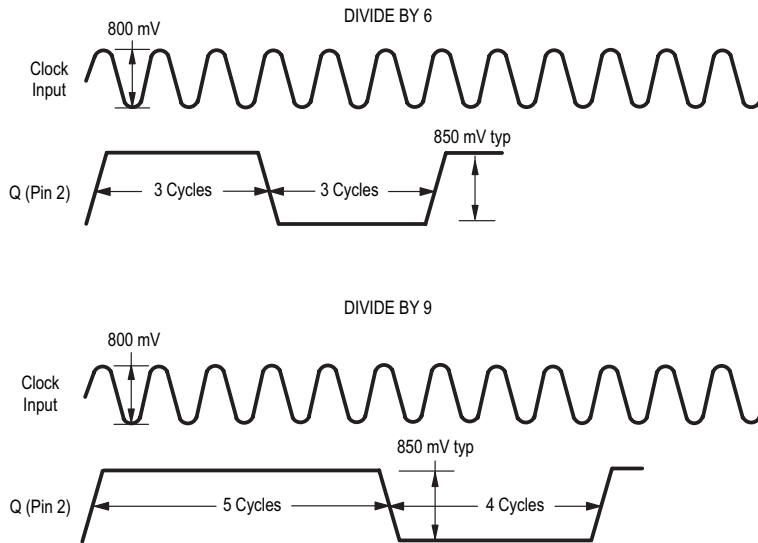 DIVIDE BY 6
800 mV
Clock
Input
850 mV typ
Q (Pin 2)
3 Cycles
3 Cycles
DIVIDE BY 9
800 mV
Clock
Input
850 mV typ
Q (Pin 2)
5 Cycles
4 Cycles